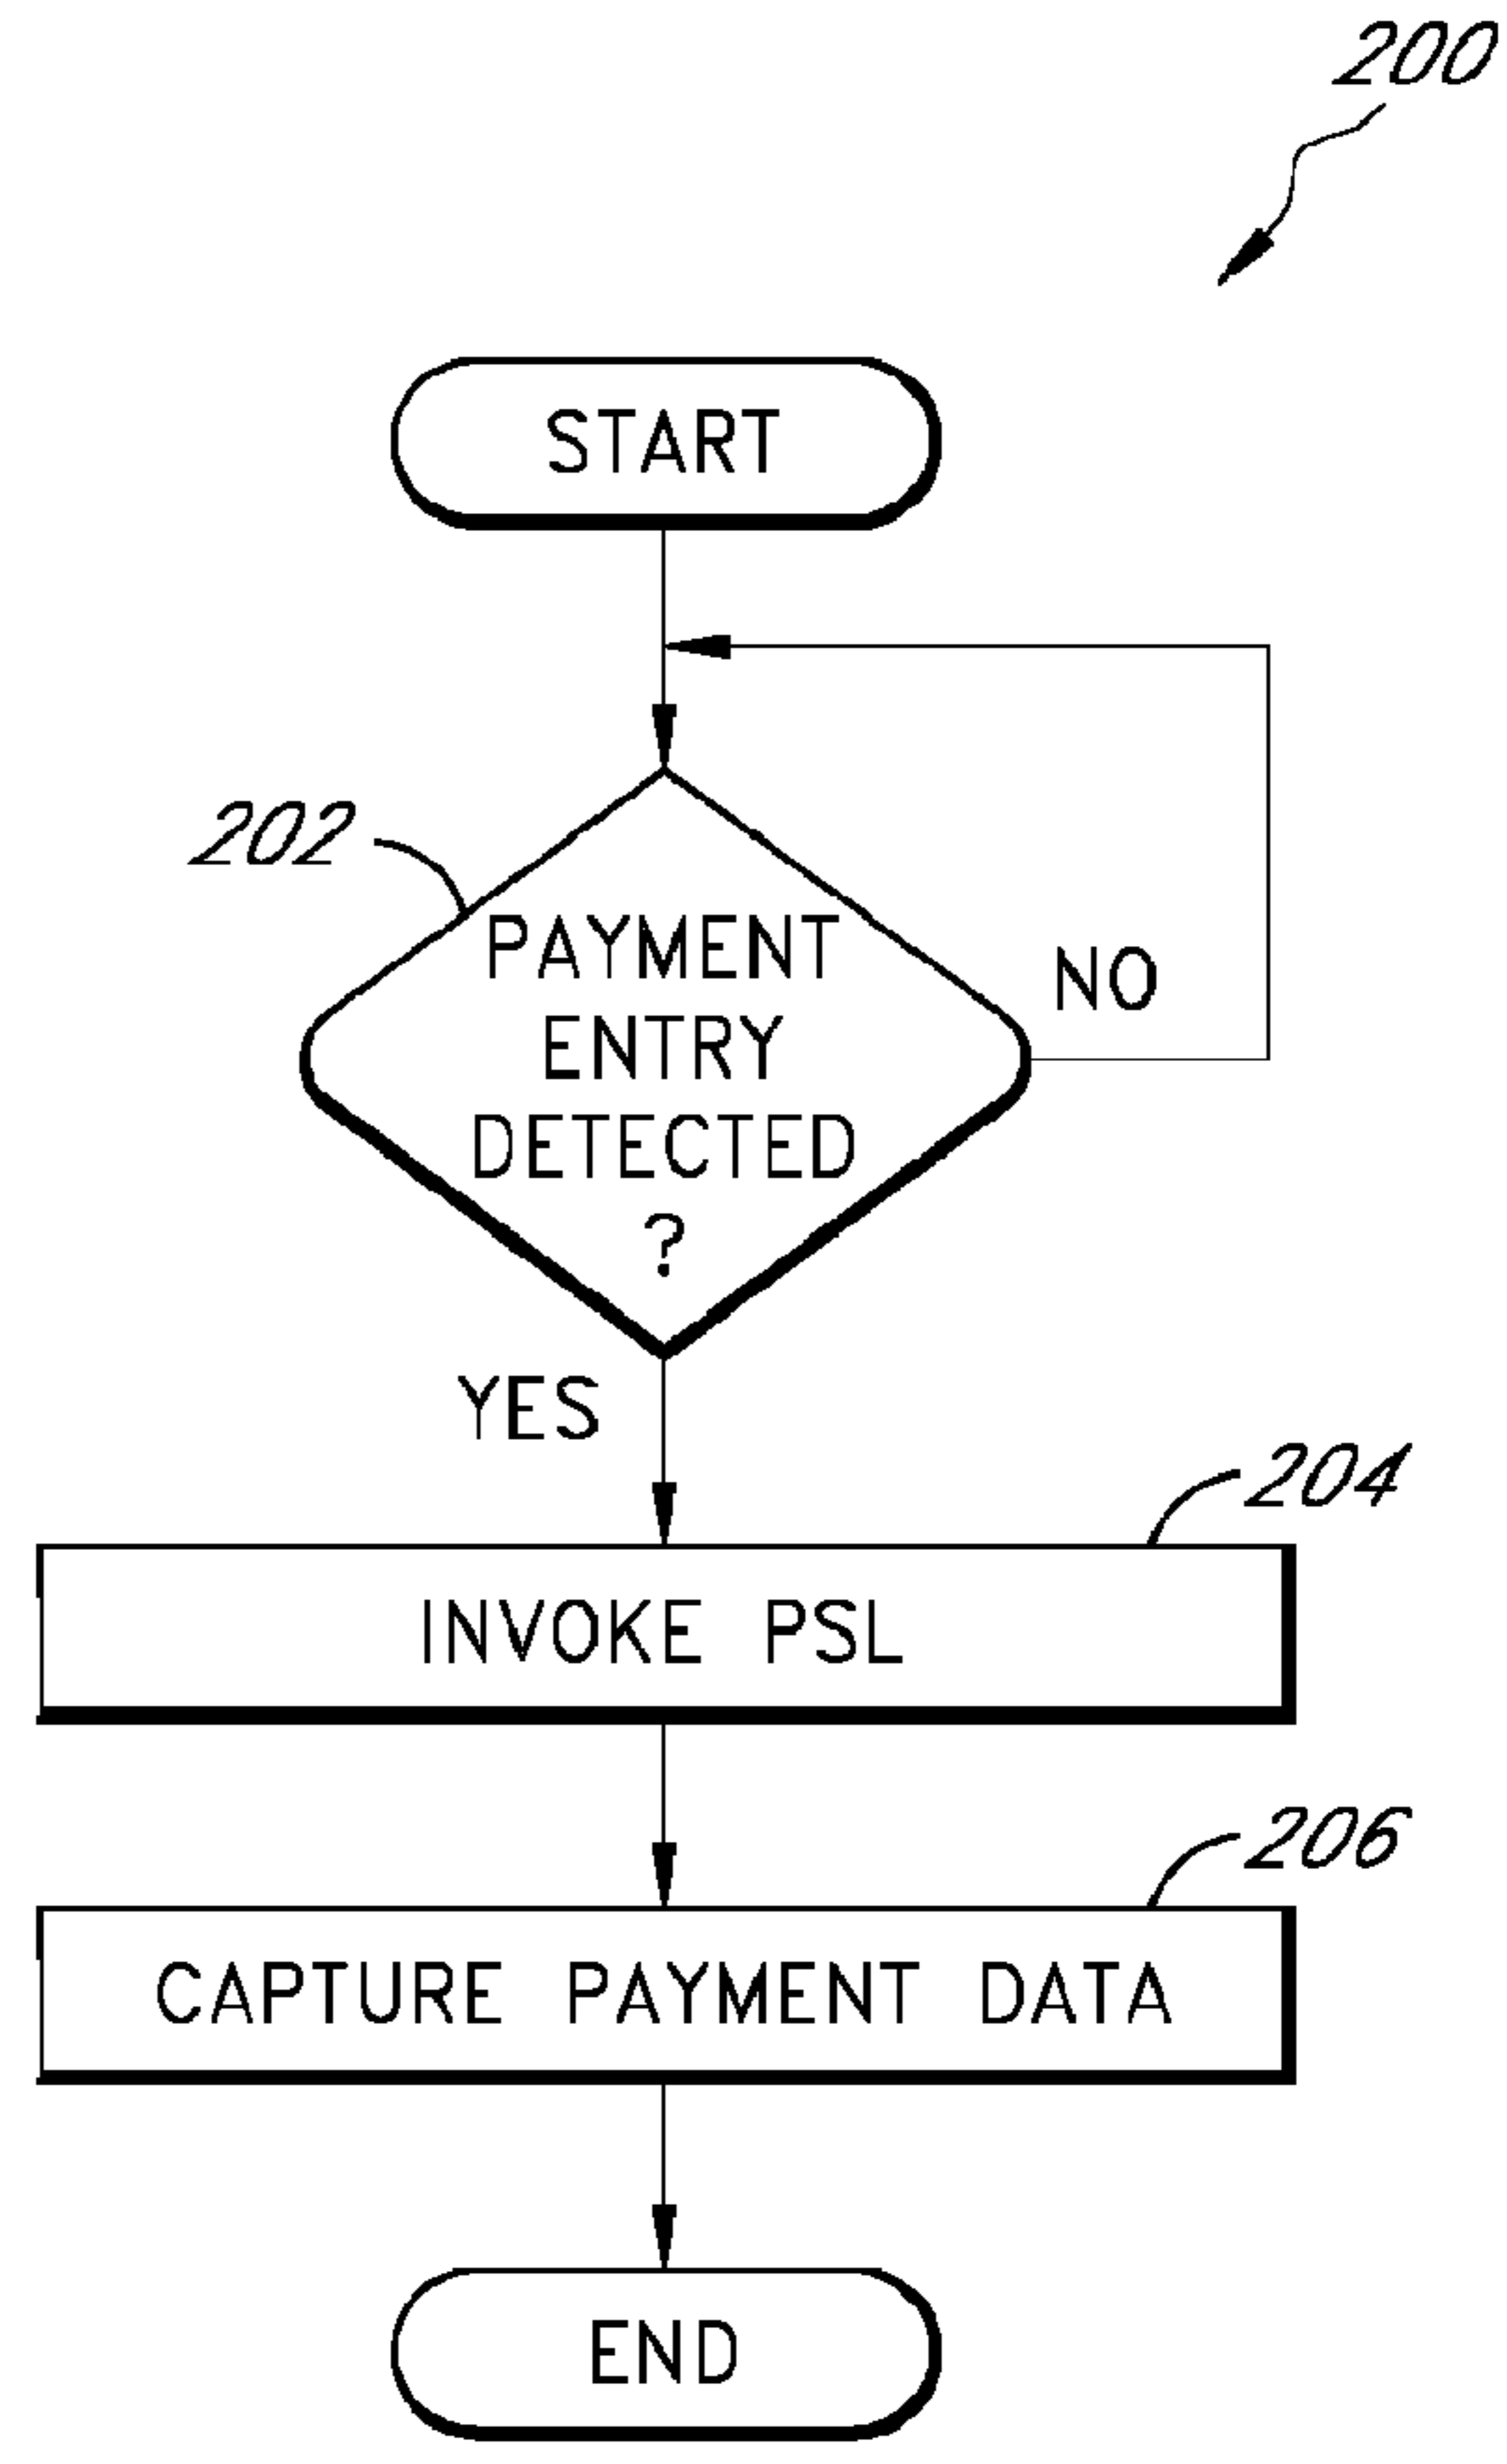 200
START
202
PAYMENT
ENTRY
DETECTED
?
NO
YES
204
INVOKE PSL
206
CAPTURE PAYMENT DATA
END